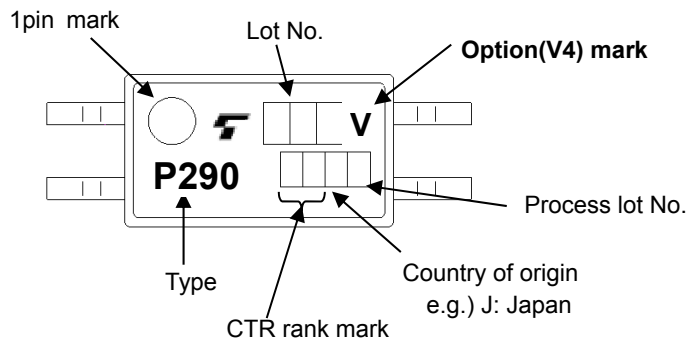 1pin mark
Lot No.
Option(V4) mark
V
P290
Process lot No.
Type
Country of origin
e.g.) J: Japan
CTR rank mark